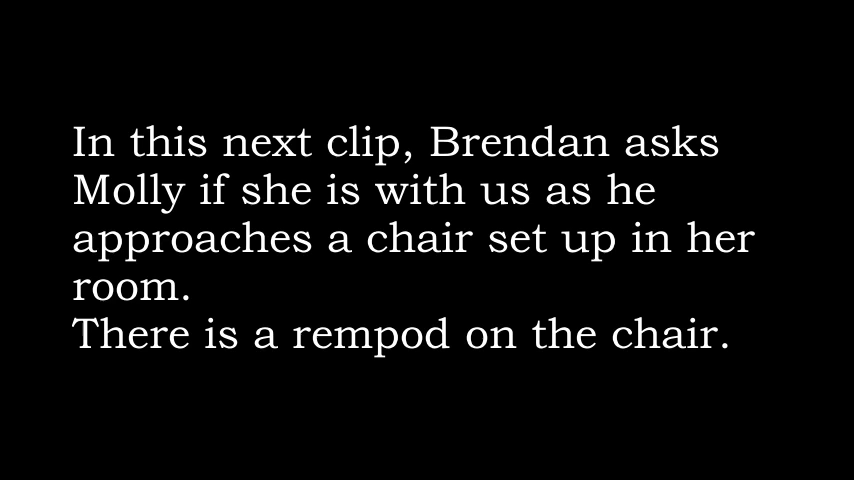 In this next clip, Brendan asks
Molly if she is with us as he
approaches a chair set up in her
room.
There is a rempod on the chair.